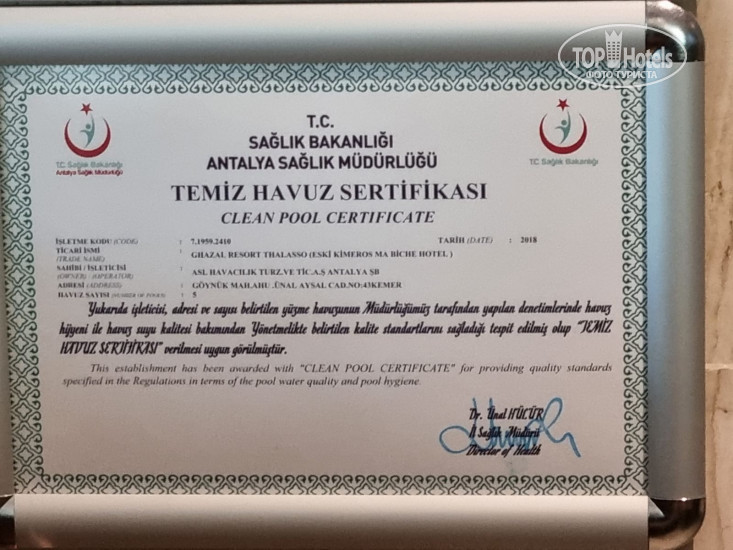 TOPHotels
ФОТО ТУРИСТА
T.C.
SAĞLIK BAKANLIĞI
ANTALYA SAĞLIK MÜDÜRLÜĞÜ
T.C. Sağlık Bakanlığı
Antalya Sağlık Müdürlüğü
T.C. Sağlık Bakanlığı
TEMİZ HAVUZ SERTİFİKASI
CLEAN POOL CERTIFICATE
İŞLETME KODU (CODE) : 7.1959.2410 TARİH (DATE) : 2018
TİCARİ İSMİ : GHAZAL RESORT THALASSO (ESKİ KİMEROS MA BİCHE HOTEL )
(TRADE NAME)
SAHİBİ / İŞLETİCİSİ : ASL HAVACILIK TURZ.VE TİC.A.Ş ANTALYA ŞB
(OWNER) - (OPERATOR)
ADRESİ (ADDRESS) : GÖYNÜK MAH.AHU .ÜNAL AYSAL CAD.NO:43KEMER
HAVUZ SAYISI (NUMBER OF POOLS) : 5
Yukarıda işleticisi, adresi ve sayısı belirtilen yüzme havuzunun Müdürlüğümüz tarafından yapılan denetimlerinde havuz
hijyeni ile havuz suyu kalitesi bakımından Yönetmelikte belirtilen kalite standartlarını sağladığı tespit edilmiş olup "TEMİZ
HAVUZ SERTİFİKASI" verilmesi uygun görülmüştür.
This establishment has been awarded with "CLEAN POOL CERTIFICATE" for providing quality standards
specified in the Regulations in terms of the pool water quality and pool hygiene.
Dr. Ünal HÜLÜR
İl Sağlık Müdürü
Director of Health